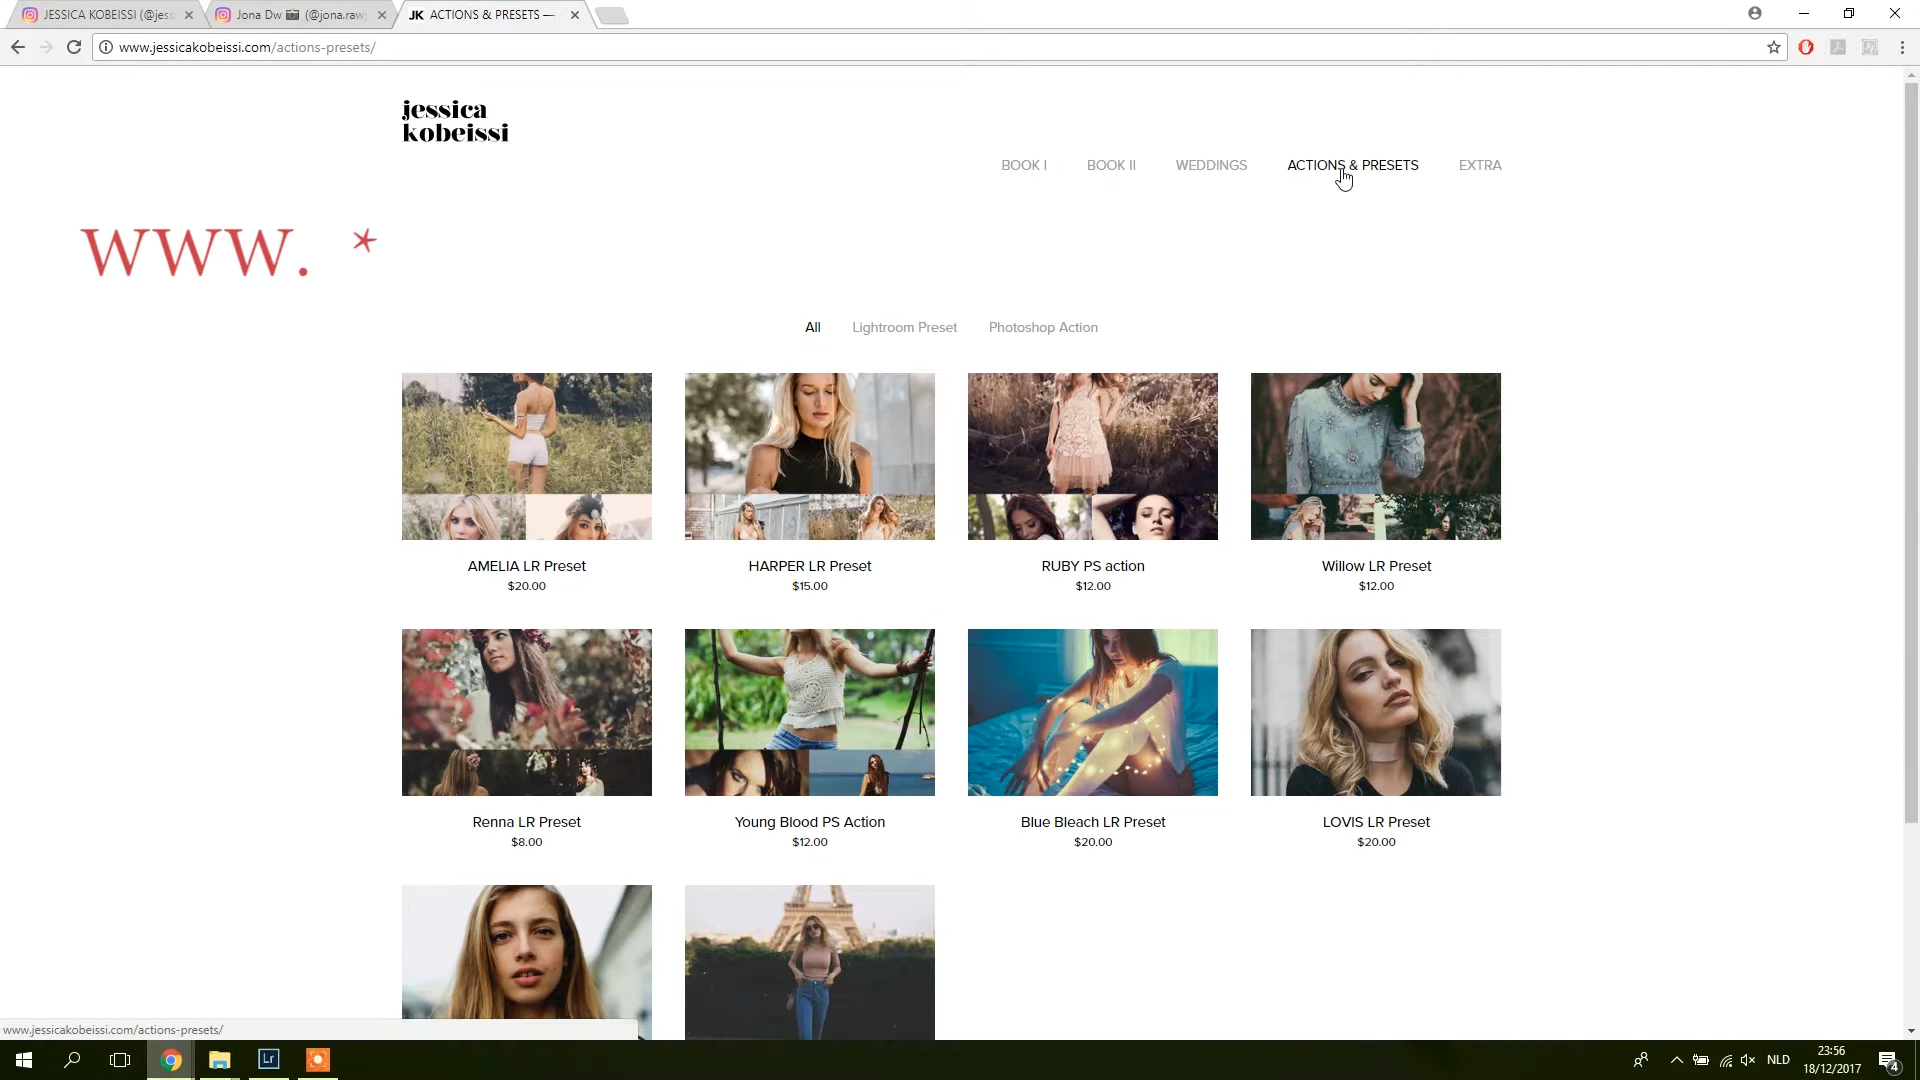 JESSICA KOBEISSI (@jess
Jona Dw (@jona.raw)
JK ACTIONS & PRESETS —
www.jessicakobeissi.com/actions-presets/
jessica
kobeissi
BOOK I BOOK II WEDDINGS ACTIONS & PRESETS EXTRA
www. *
All Lightroom Preset Photoshop Action
AMELIA LR Preset
$20.00
HARPER LR Preset
$15.00
RUBY PS action
$12.00
Willow LR Preset
$12.00
Renna LR Preset
$8.00
Young Blood PS Action
$12.00
Blue Bleach LR Preset
$20.00
LOVIS LR Preset
$20.00
www.jessicakobeissi.com/actions-presets/
Lr
NLD
23:56
18/12/2017
4